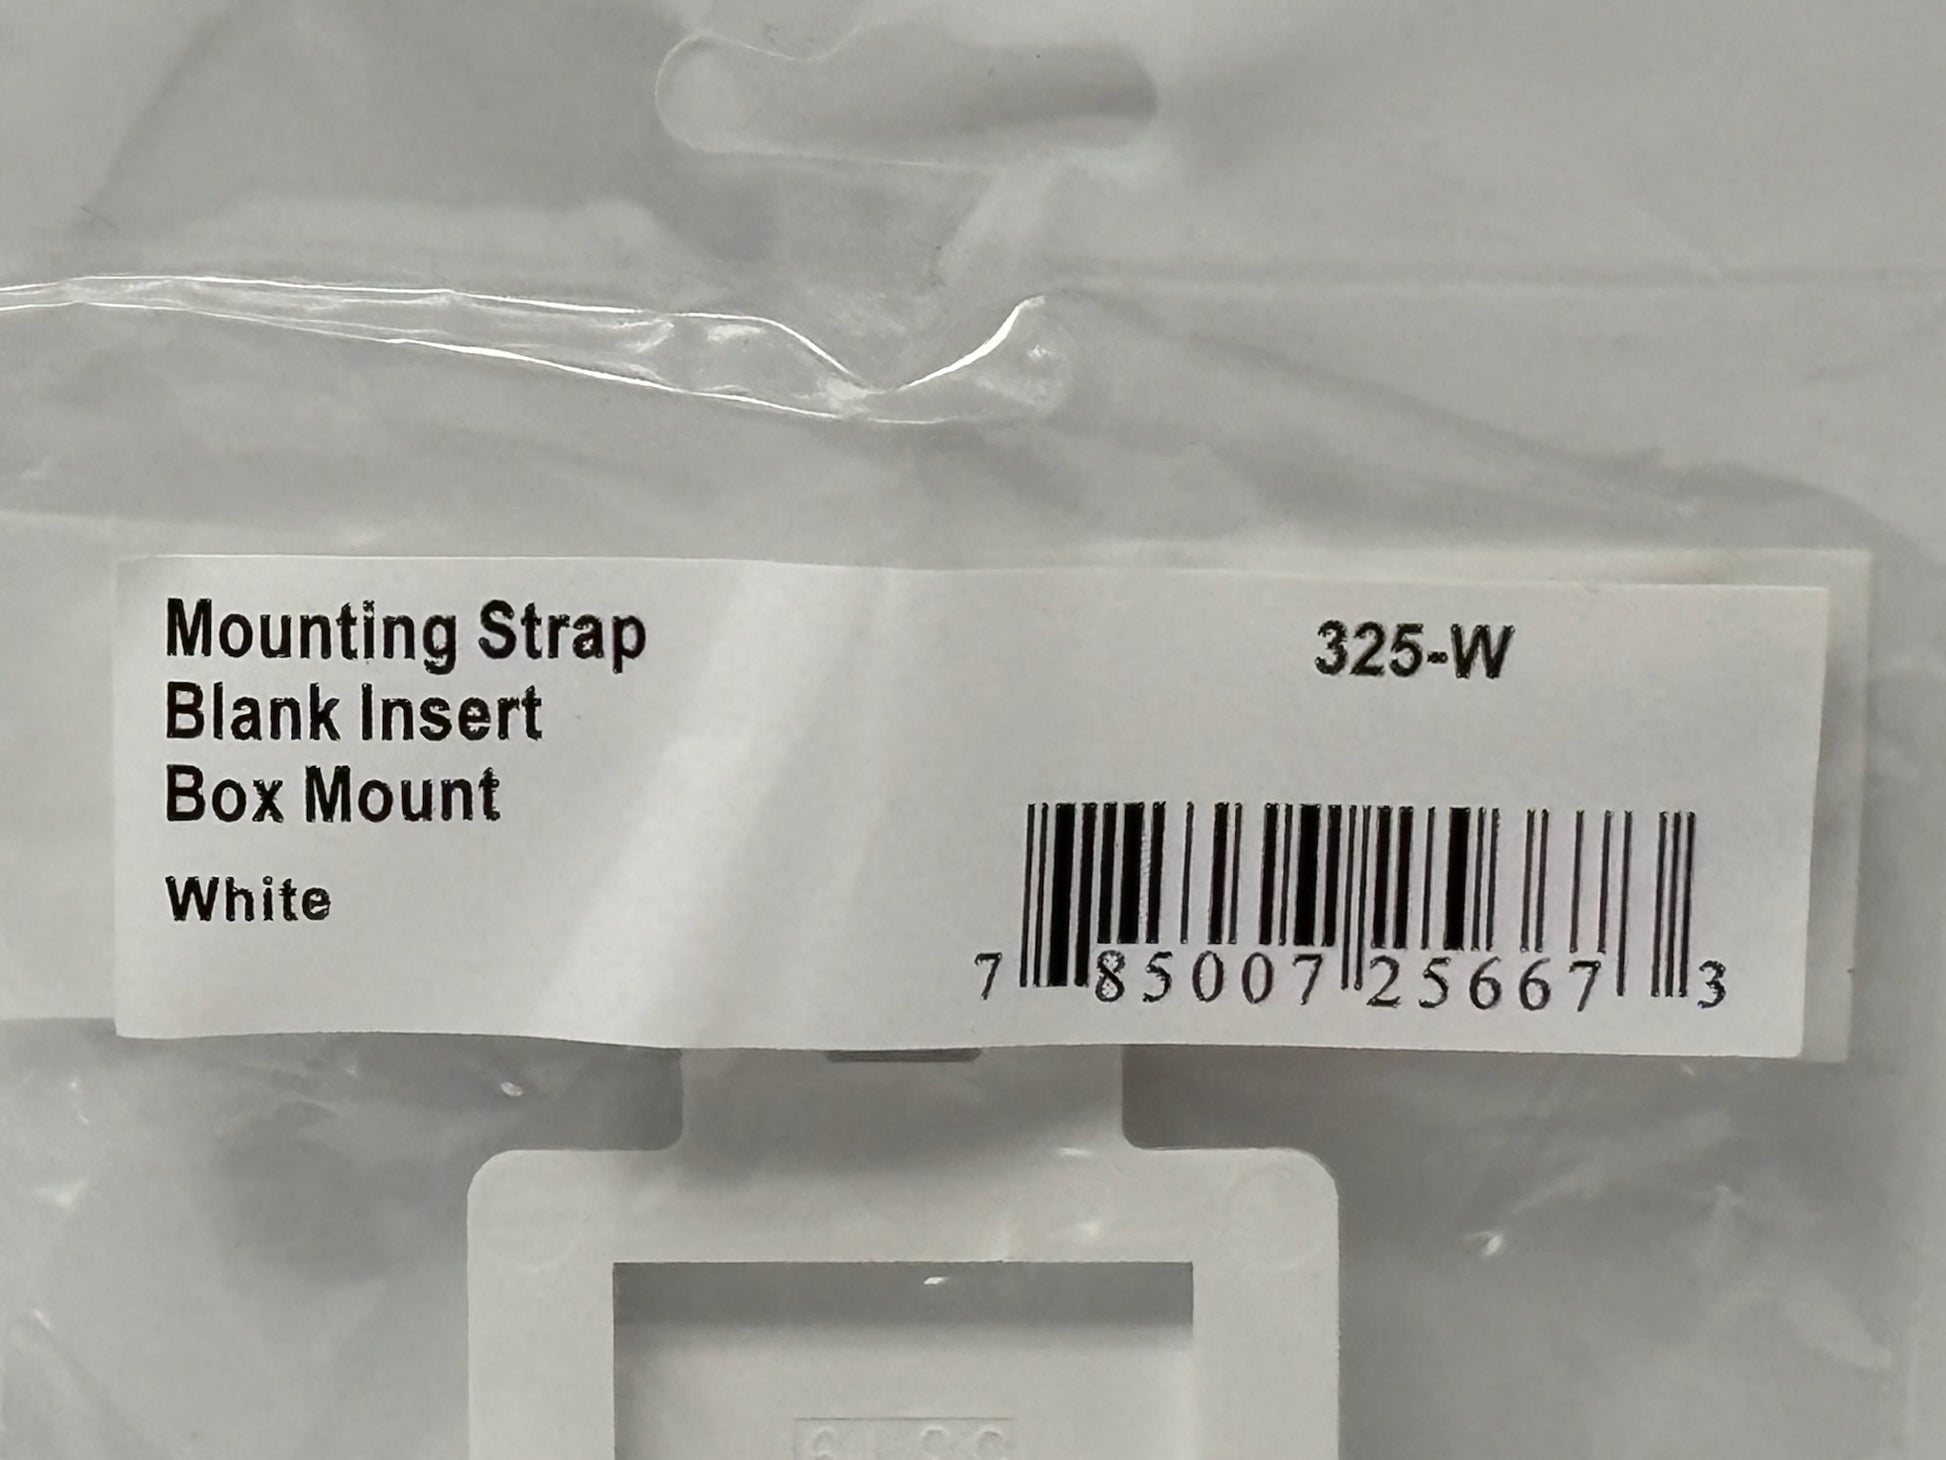 Mounting Strap
Blank Insert
Box Mount
White
325-W
7 85007 25667 3